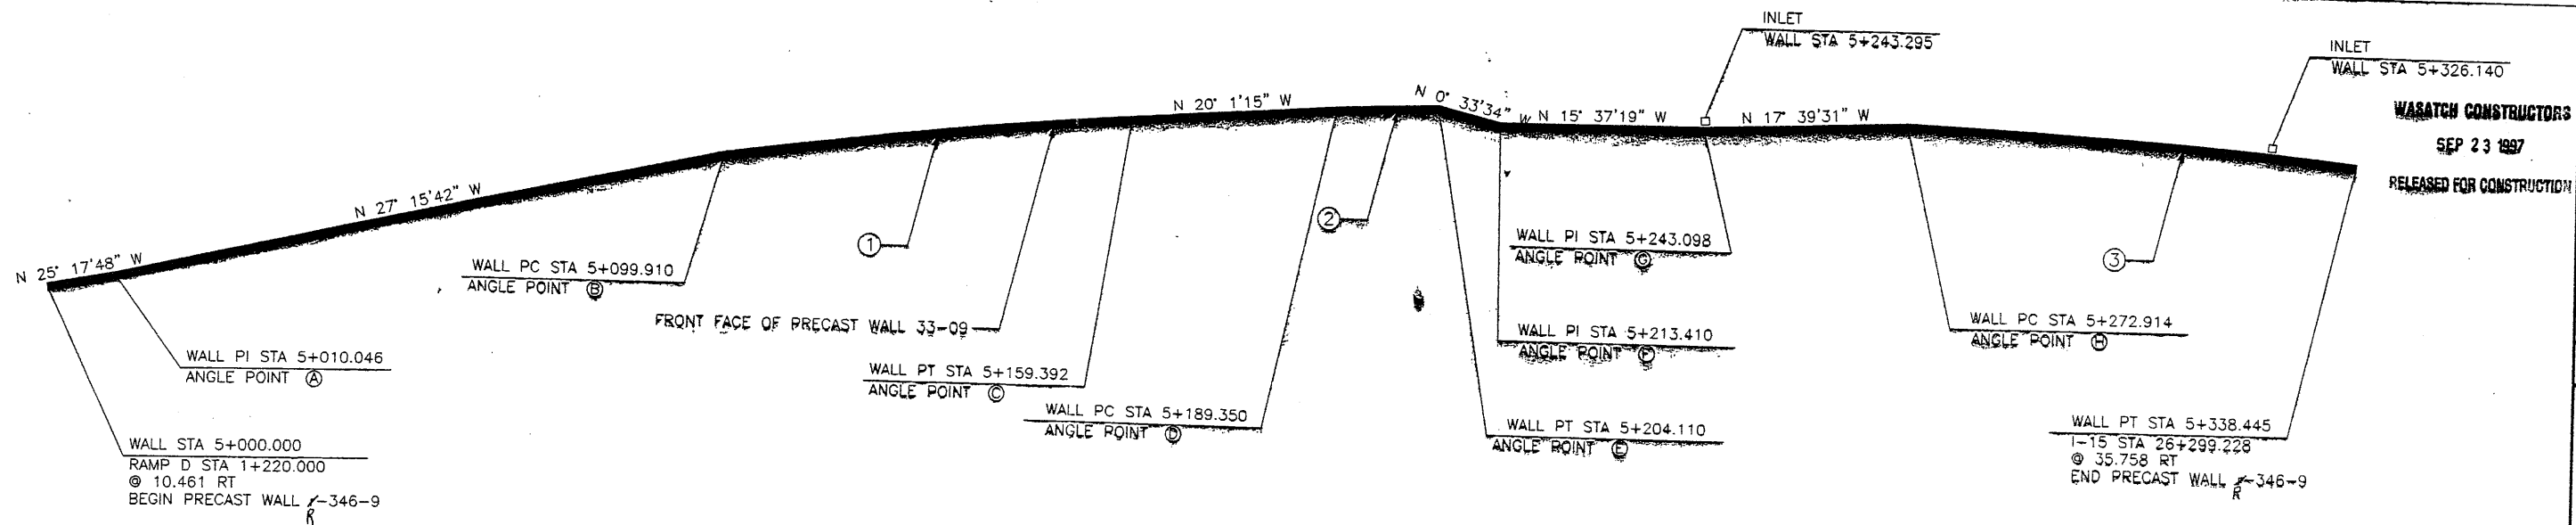 INLET
WALL STA 5+243.295
INLET
WALL STA 5+326.140
WASATCH CONSTRUCTORS
SEP 23 1997
RELEASED FOR CONSTRUCTION
N 25° 17'48" W
N 27° 15'42" W
N 20° 1'15" W
N 0° 33'34" W
N 15° 37'19" W
N 17° 39'31" W
1
2
3
WALL PC STA 5+099.910
ANGLE POINT B
FRONT FACE OF PRECAST WALL 33-09
WALL PI STA 5+243.098
ANGLE POINT G
WALL PI STA 5+213.410
ANGLE POINT F
WALL PC STA 5+272.914
ANGLE POINT H
WALL PI STA 5+010.046
ANGLE POINT A
WALL PT STA 5+159.392
ANGLE POINT C
WALL PC STA 5+189.350
ANGLE POINT D
WALL PT STA 5+204.110
ANGLE POINT E
WALL STA 5+000.000
RAMP D STA 1+220.000
@ 10.461 RT
BEGIN PRECAST WALL R-346-9
WALL PT STA 5+338.445
I-15 STA 26+299.228
@ 35.758 RT
END PRECAST WALL R-346-9